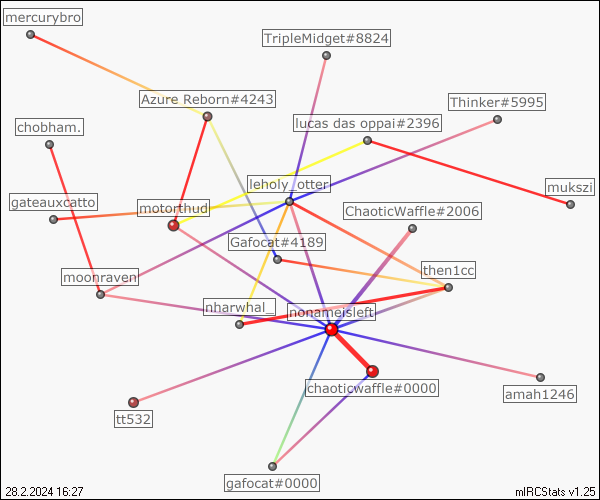 mercurybro
TripleMidget#8824
Azure Reborn#4243
Thinker#5995
chobham.
lucas das oppai#2396
leholy_otter
mukszi
gateauxcatto
motorfhud
ChaoticWaffle#2006
Gafocat#4189
moonraven
then1cc
nharwhal_
nonameisleft
chaoticwaffle#0000
amah1246
tt532
gafocat#0000
28.2.2024 16:27
mIRCStats v1.25